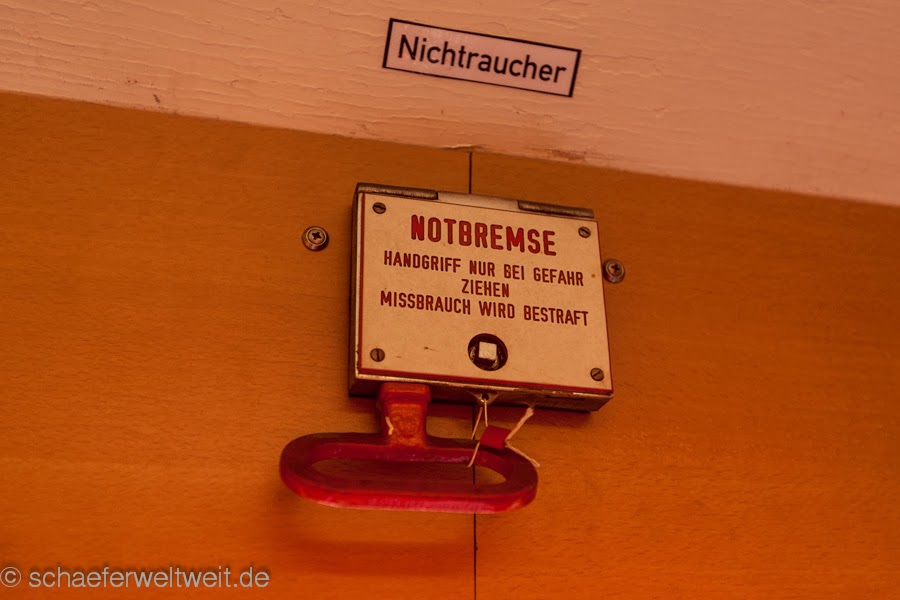 Nichtraucher
NOTBREMSE
HANDGRIFF NUR BEI GEFAHR
ZIEHEN
MISSBRAUCH WIRD BESTRAFT
© schaeferweltweit.de